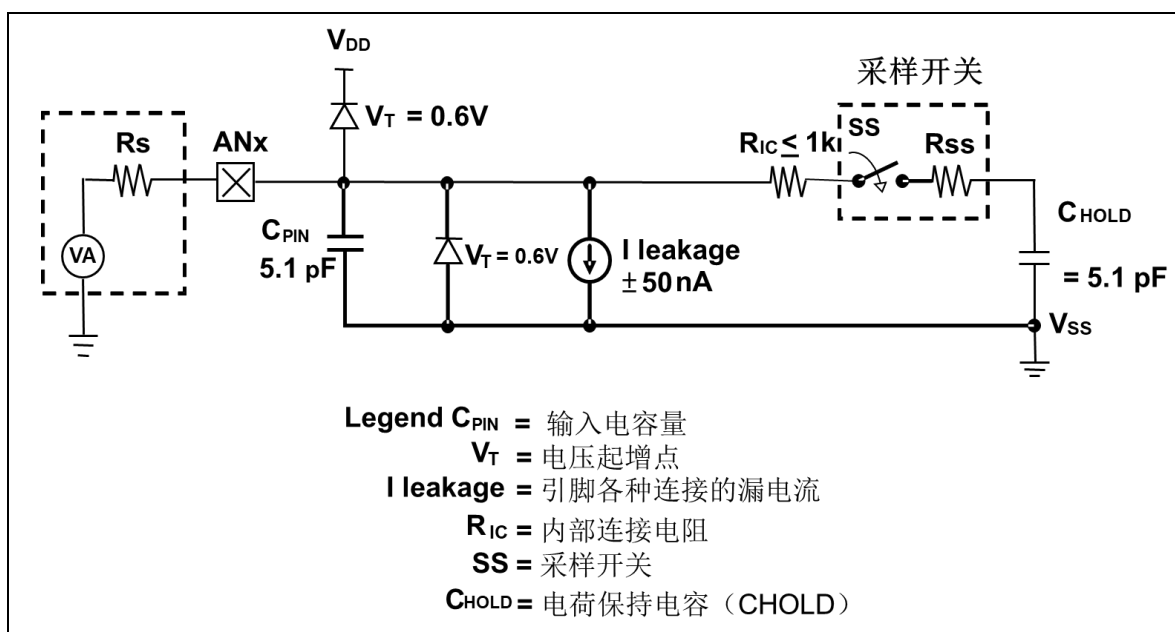 VDD
采样开关
VT = 0.6V
Rs
ANx
RIC ≤ 1k
SS
Rss
CPIN
5.1 pF
VT = 0.6V
I leakage
± 50 nA
CHOLD
= 5.1 pF
VA
VSS
Legend CPIN = 输入电容量
VT = 电压起增点
I leakage = 引脚各种连接的漏电流
RIC = 内部连接电阻
SS = 采样开关
CHOLD = 电荷保持电容（CHOLD）